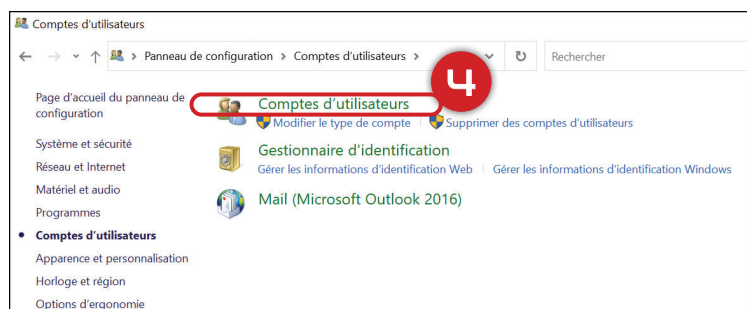 Comptes d'utilisateurs
Panneau de configuration > Comptes d'utilisateurs >
Rechercher
4
Page d'accueil du panneau de
configuration
Système et sécurité
Réseau et Internet
Matériel et audio
Programmes
Comptes d'utilisateurs
Apparence et personnalisation
Horloge et région
Options d'ergonomie
Comptes d'utilisateurs
Modifier le type de compte
Supprimer des comptes d'utilisateurs
Gestionnaire d'identification
Gérer les informations d'identification Web
Gérer les informations d'identification Windows
Mail (Microsoft Outlook 2016)